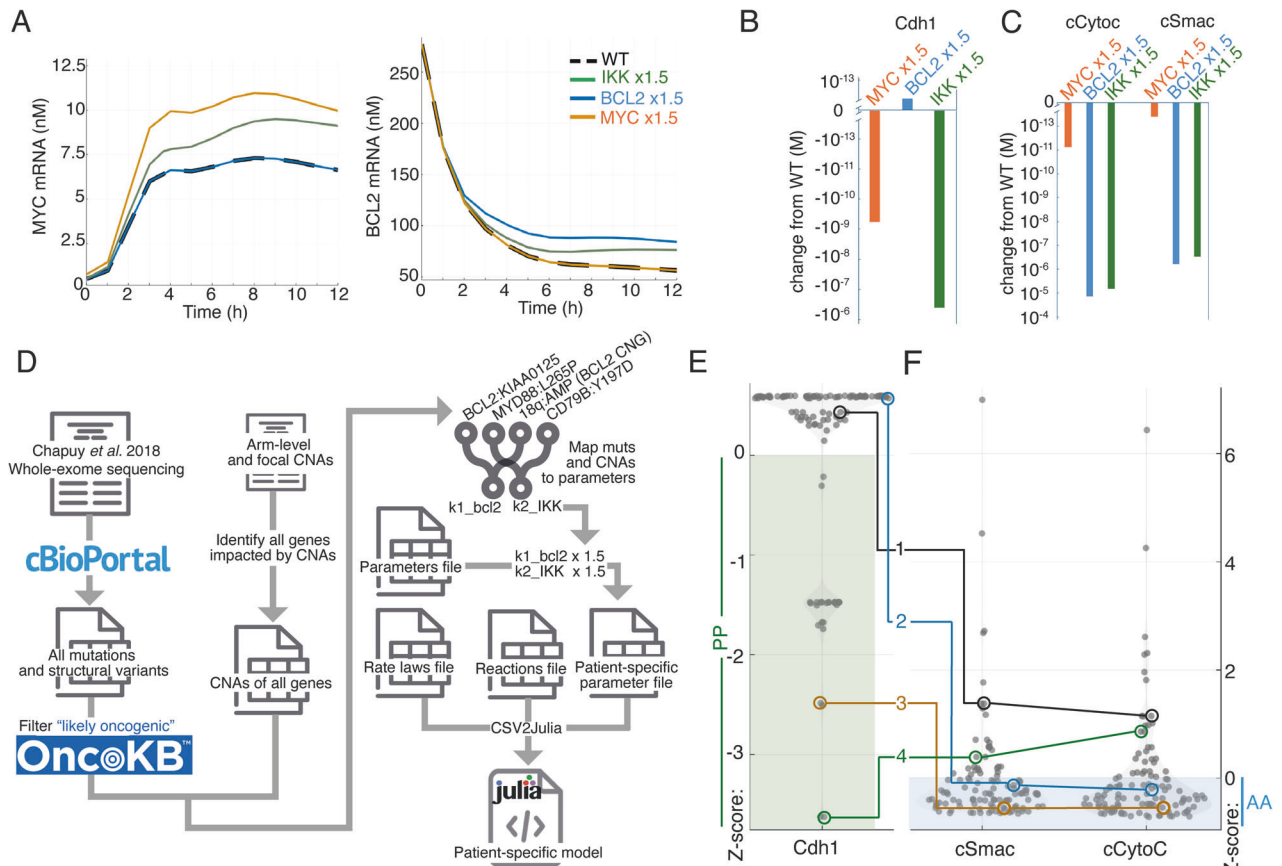 A
12.5
10
7.5
5
2.5
0
MYC mRNA (nM)
0
2
4
6
8
10
12
Time (h)
250
200
150
100
50
BCL2 mRNA (nM)
0
2
4
6
8
10
12
Time (h)
WT
IKK x1.5
BCL2 x1.5
MYC x1.5
B
Cdh1
MYC x1.5
BCL2 x1.5
IKK x1.5
10-13
0
-10-13
-10-11
-10-10
-10-9
-10-8
-10-7
-10-6
change from WT (M)
C
cCytoc
cSmac
MYC x1.5
BCL2 x1.5
IKK x1.5
MYC x1.5
BCL2 x1.5
IKK x1.5
0
10-13
10-11
10-10
10-9
10-8
10-7
10-6
10-5
10-4
change from WT (M)
D
Chapuy et al. 2018
Whole-exome sequencing
cBioPortal
All mutations
and structural variants
Filter "likely oncogenic"
OncoKB™
Arm-level
and focal CNAs
Identify all genes
impacted by CNAs
CNAs of all genes
BCL2:KIAA0125
MYD88:L265P
18q:AMP (BCL2 CNG)
CD79B:Y197D
Map muts
and CNAs
to parameters
k1_bcl2
k2_IKK
Parameters file
k1_bcl2 x 1.5
k2_IKK x 1.5
Rate laws file
Reactions file
Patient-specific
parameter file
CSV2Julia
julia
</>
Patient-specific model
E
0
-1
-2
-3
Z-score:
PP
Cdh1
1
2
3
4
F
cSmac
cCytoC
6
4
2
0
AA
Z-score: